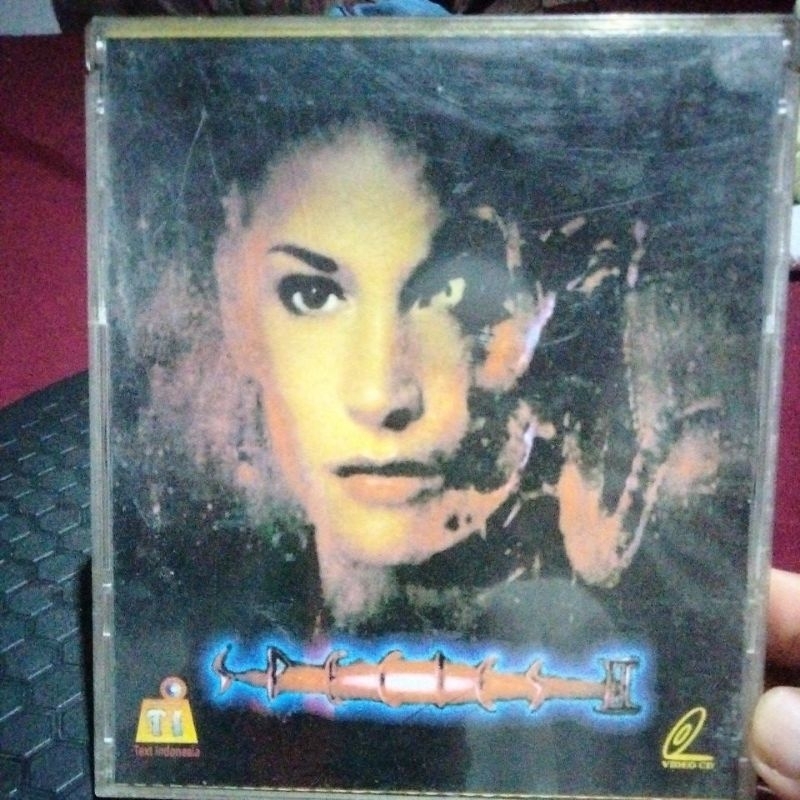 SPECIES II
TI
Text Indonesia
VIDEO CD